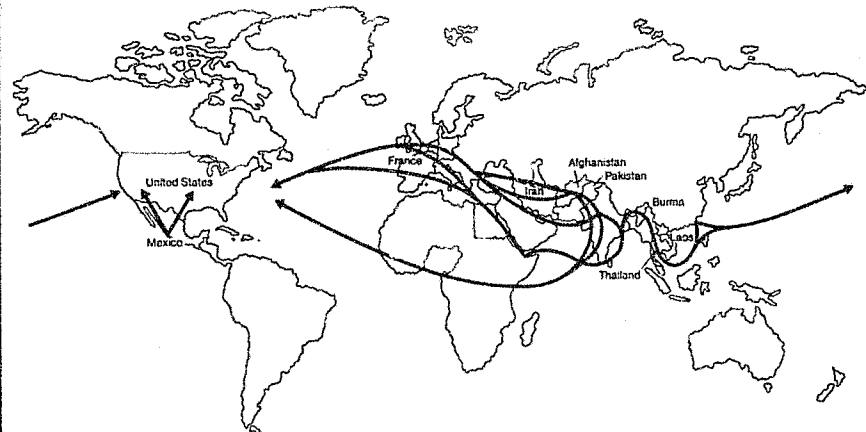 France
Afghanistan
Pakistan
Iran
United States
Burma
Mexico
Laos
Thailand